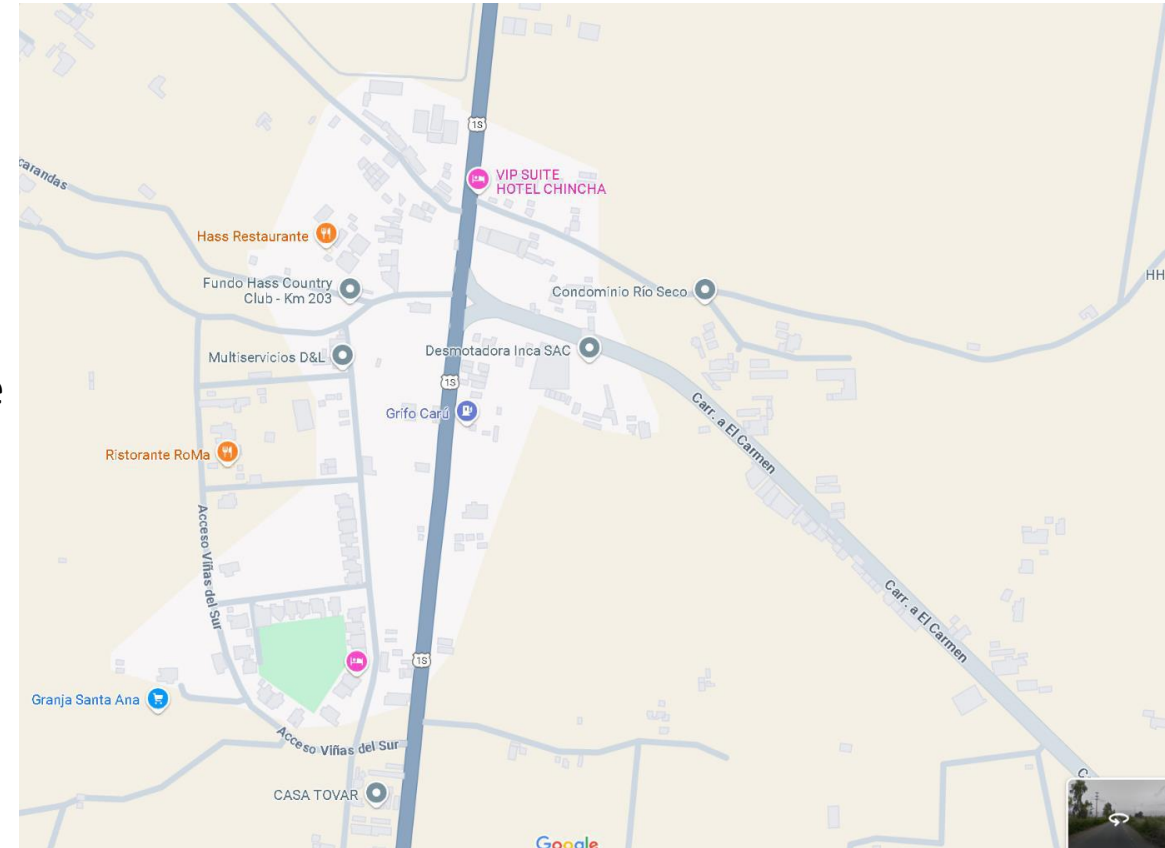 1S
VIP SUITE
HOTEL CHINCHA
carandas
Hass Restaurante
Fundo Hass Country
Club - Km 203
Condominio Río Seco
HH
Multiservicios D&L
Desmotadora Inca SAC
1S
Grifo Carú
e
Carr. a El Carmen
Ristorante RoMa
Acceso Viñas del Sur
Carr. a El Carmen
1S
Granja Santa Ana
Acceso Viñas del Sur
C
CASA TOVAR
Google